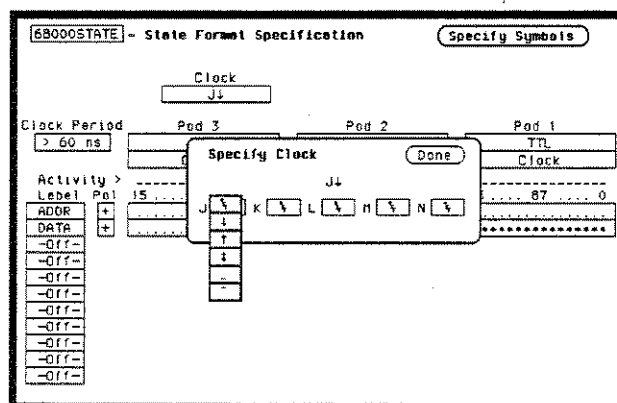 68000STATE - State Format Specification Specify Symbols
Clock
J↓
Clock Period Pod 3 Pod 2 Pod 1
> 60 ns TTL
Specify Clock Done
Clock
Activity >
J↓
Label Pol 15 .... 87 .... 0
J K L M N
ADDR +
DATA +
↓
↑
↕
-Off-
-Off-
-Off-
-Off-
-Off-
-Off-
-Off-
-Off-
-Off-